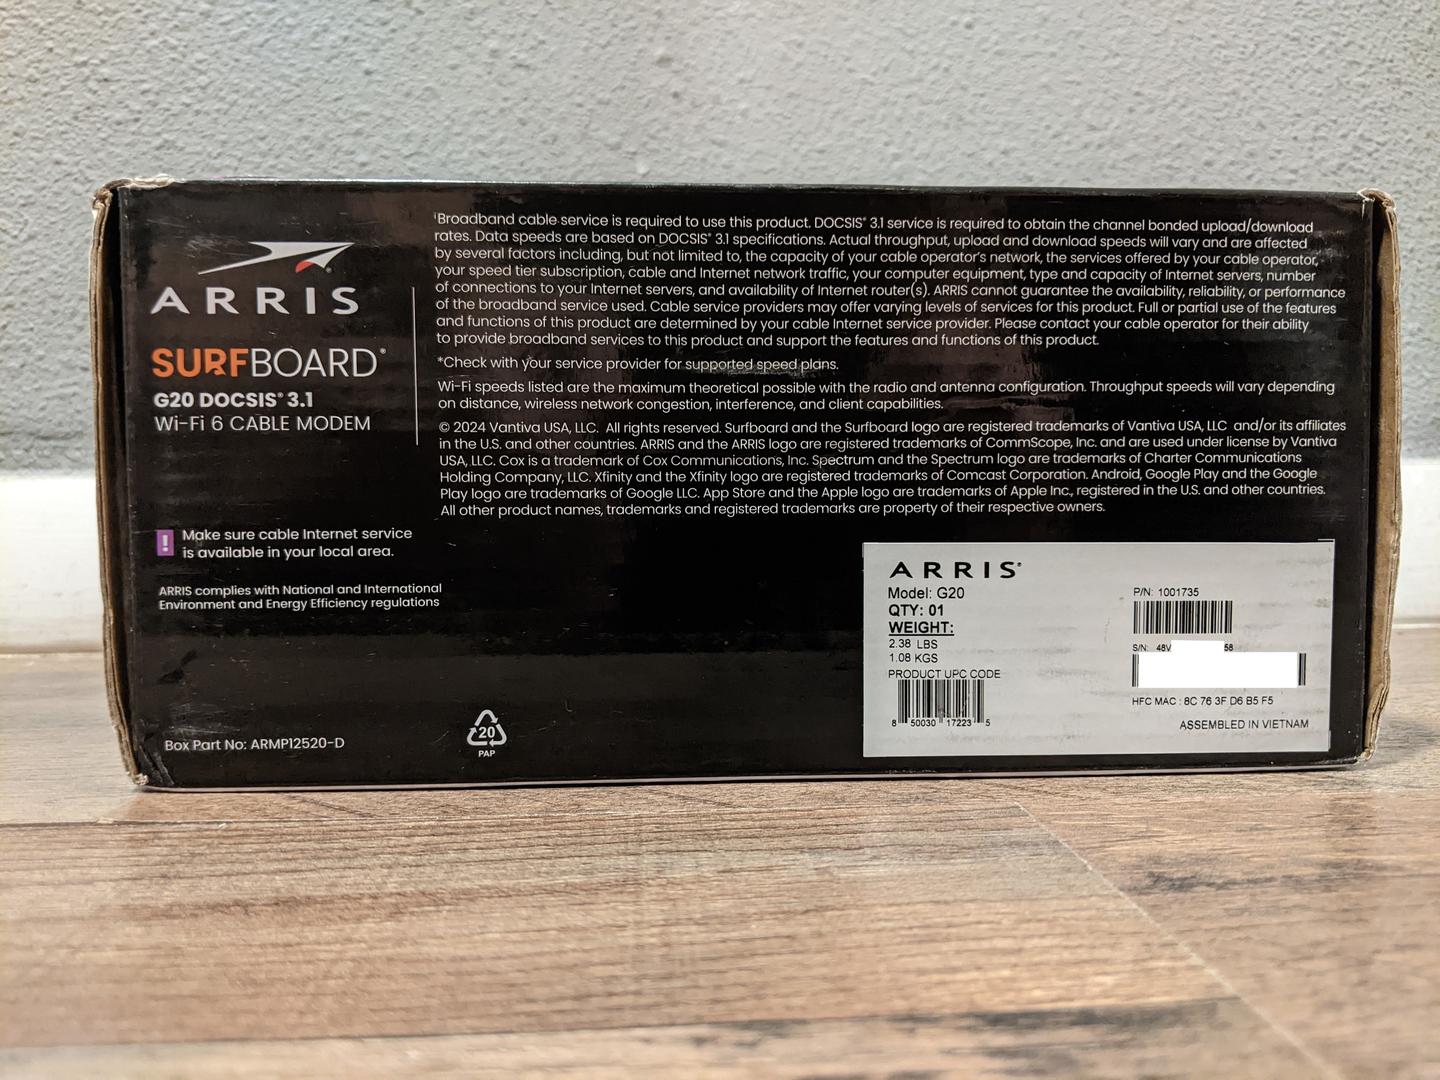 ARRIS
SURFBOARD®
G20 DOCSIS® 3.1
Wi-Fi 6 CABLE MODEM
! Make sure cable Internet service
is available in your local area.
ARRIS complies with National and International
Environment and Energy Efficiency regulations
Box Part No: ARMP12520-D
20
PAP
¹Broadband cable service is required to use this product. DOCSIS® 3.1 service is required to obtain the channel bonded upload/download
rates. Data speeds are based on DOCSIS® 3.1 specifications. Actual throughput, upload and download speeds will vary and are affected
by several factors including, but not limited to, the capacity of your cable operator's network, the services offered by your cable operator,
your speed tier subscription, cable and Internet network traffic, your computer equipment, type and capacity of Internet servers, number
of connections to your Internet servers, and availability of Internet router(s). ARRIS cannot guarantee the availability, reliability, or performance
of the broadband service used. Cable service providers may offer varying levels of services for this product. Full or partial use of the features
and functions of this product are determined by your cable Internet service provider. Please contact your cable operator for their ability
to provide broadband services to this product and support the features and functions of this product.
*Check with your service provider for supported speed plans.
Wi-Fi speeds listed are the maximum theoretical possible with the radio and antenna configuration. Throughput speeds will vary depending
on distance, wireless network congestion, interference, and client capabilities.
© 2024 Vantiva USA, LLC. All rights reserved. Surfboard and the Surfboard logo are registered trademarks of Vantiva USA, LLC and/or its affiliates
in the U.S. and other countries. ARRIS and the ARRIS logo are registered trademarks of CommScope, Inc. and are used under license by Vantiva
USA, LLC. Cox is a trademark of Cox Communications, Inc. Spectrum and the Spectrum logo are trademarks of Charter Communications
Holding Company, LLC. Xfinity and the Xfinity logo are registered trademarks of Comcast Corporation. Android, Google Play and the Google
Play logo are trademarks of Google LLC. App Store and the Apple logo are trademarks of Apple Inc., registered in the U.S. and other countries.
All other product names, trademarks and registered trademarks are property of their respective owners.
ARRIS®
Model: G20
QTY: 01
WEIGHT:
2.38 LBS
1.08 KGS
PRODUCT UPC CODE
8 50030 17223 5
P/N: 1001735
S/N: 48V 58
HFC MAC : 8C 76 3F D6 B5 F5
ASSEMBLED IN VIETNAM